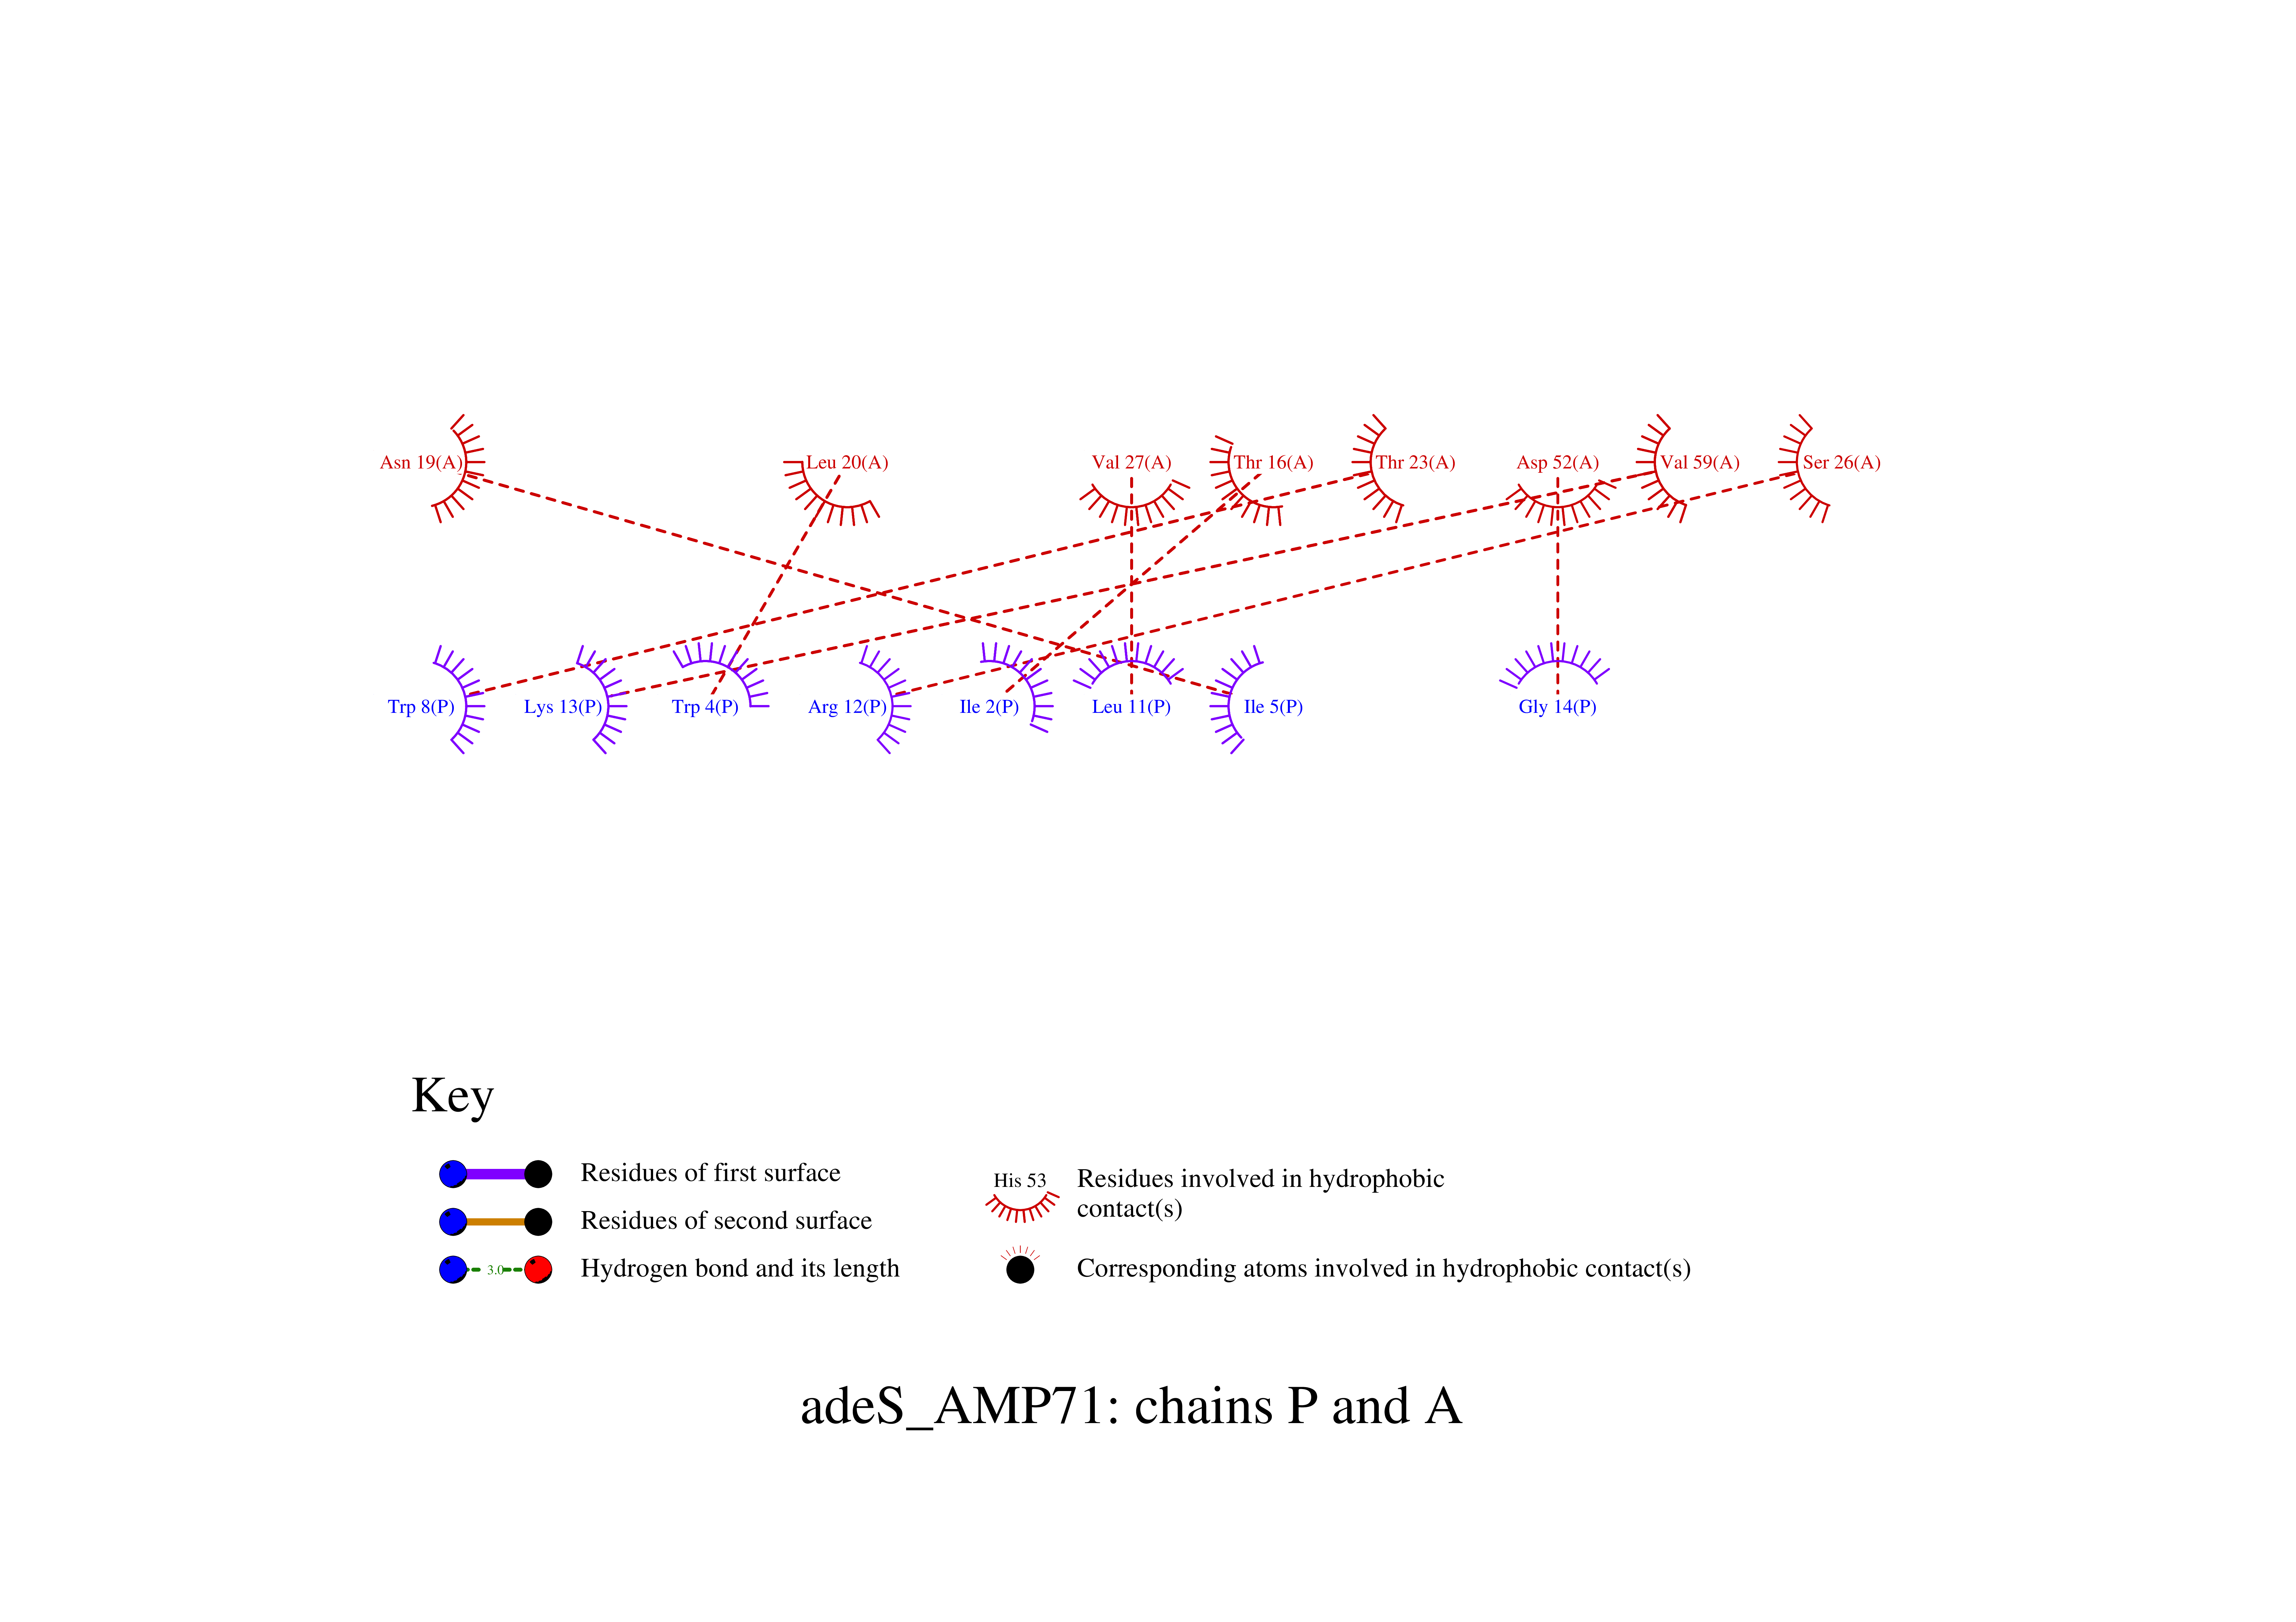 Asn 19(A) Leu 20(A) Val 27(A) Thr 16(A) Thr 23(A) Asp 52(A) Val 59(A) Ser 26(A)
Trp 8(P) Lys 13(P) Trp 4(P) Arg 12(P) Ile 2(P) Leu 11(P) Ile 5(P) Gly 14(P)
Key
Residues of first surface
Residues of second surface
3.0 Hydrogen bond and its length
His 53 Residues involved in hydrophobic
contact(s)
Corresponding atoms involved in hydrophobic contact(s)
adeS_AMP71: chains P and A